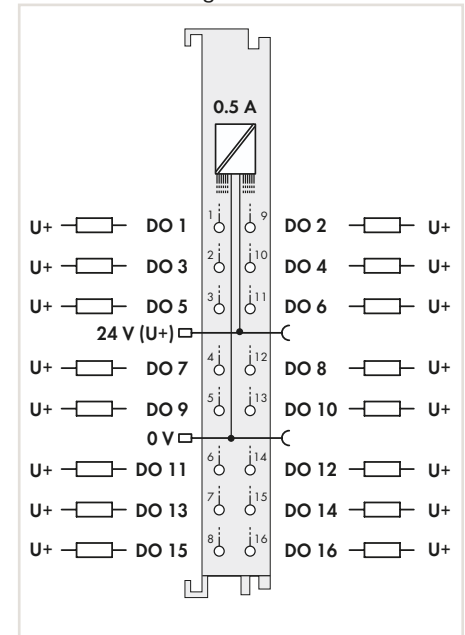 0.5 A
1 9
U+ DO 1 DO 2 U+
2 10
U+ DO 3 DO 4 U+
3 11
U+ DO 5 DO 6 U+
24 V (U+)
4 12
U+ DO 7 DO 8 U+
5 13
U+ DO 9 DO 10 U+
0 V
6 14
U+ DO 11 DO 12 U+
7 15
U+ DO 13 DO 14 U+
8 16
U+ DO 15 DO 16 U+